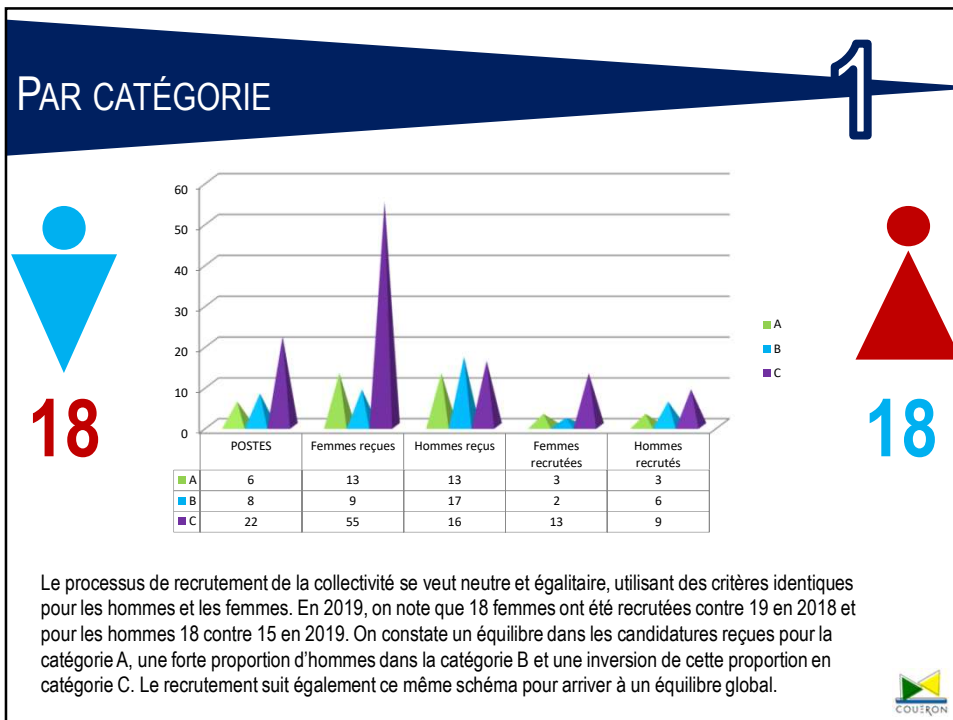 PAR CATÉGORIE
1
60
50
40
30
20
10
0
A
B
C
18
18
POSTES Femmes reçues Hommes reçus Femmes recrutées Hommes recrutés
A 6 13 13 3 3
B 8 9 17 2 6
C 22 55 16 13 9
Le processus de recrutement de la collectivité se veut neutre et égalitaire, utilisant des critères identiques
pour les hommes et les femmes. En 2019, on note que 18 femmes ont été recrutées contre 19 en 2018 et
pour les hommes 18 contre 15 en 2019. On constate un équilibre dans les candidatures reçues pour la
catégorie A, une forte proportion d'hommes dans la catégorie B et une inversion de cette proportion en
catégorie C. Le recrutement suit également ce même schéma pour arriver à un équilibre global.
COUËRON